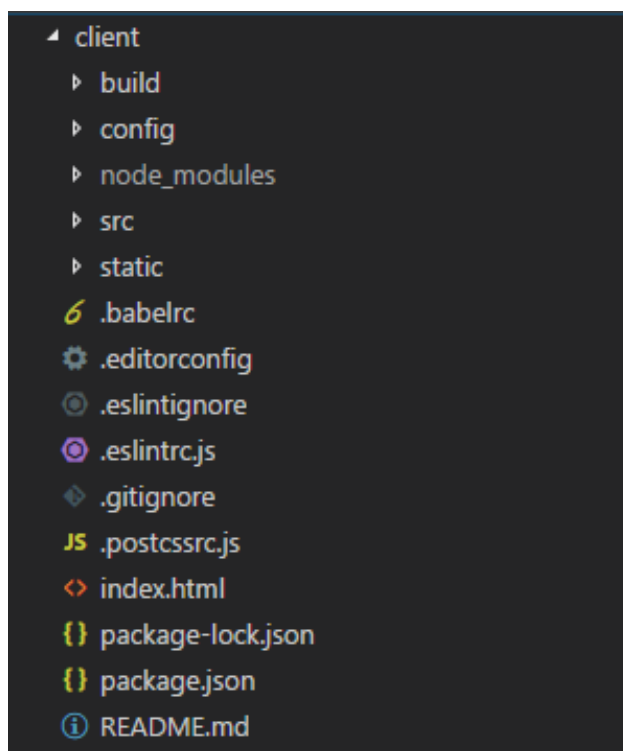 client
build
config
node_modules
src
static
.babelrc
.editorconfig
.eslintignore
.eslintrc.js
.gitignore
JS .postcssrc.js
index.html
{} package-lock.json
{} package.json
README.md